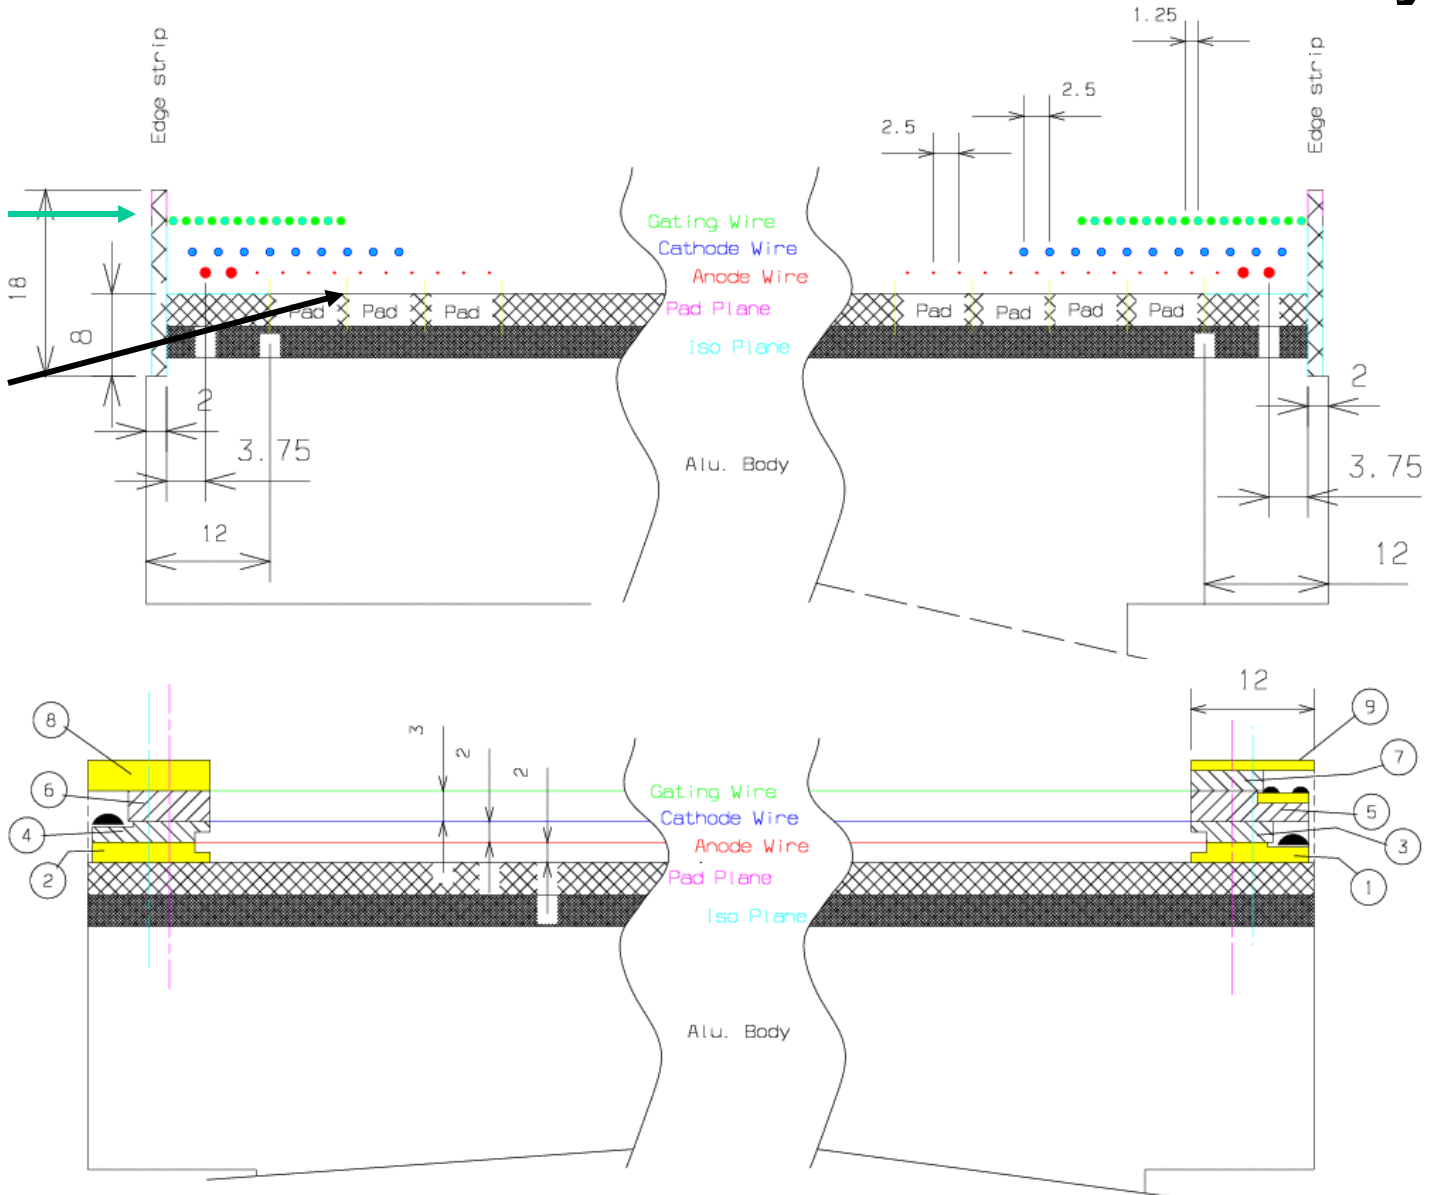 1.25
Edge strip
Edge strip
2.5
2.5
Gating Wire
Cathode Wire
Anode Wire
18
8
Pad
Pad
Pad
Pad Plane
Pad
Pad
Pad
Pad
Iso Plane
2
2
3.75
3.75
Alu. Body
12
12
12
8
9
3
2
2
7
6
Gating Wire
5
Cathode Wire
4
Anode Wire
3
2
Pad Plane
1
Iso Plane
Alu. Body